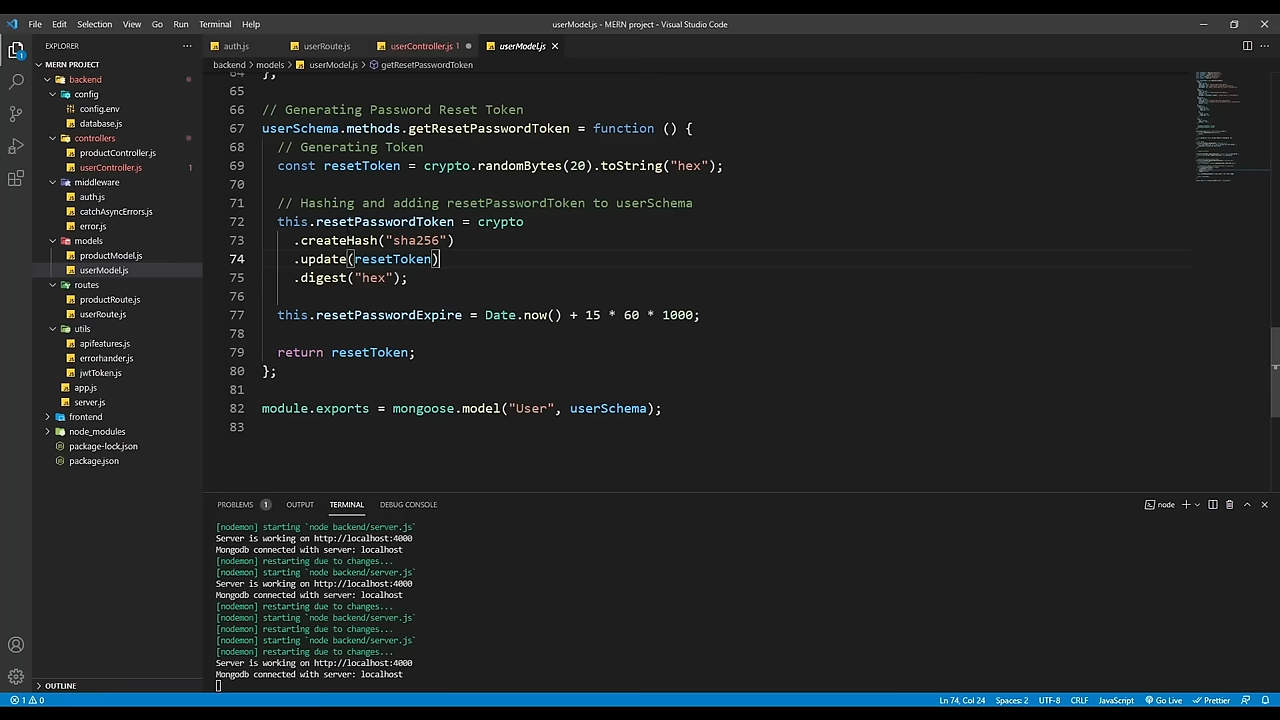 File Edit Selection View Go Run Terminal Help
userModel.js - MERN project - Visual Studio Code
EXPLORER
MERN PROJECT
backend
config
config.env
database.js
controllers
productController.js
userController.js 1
middleware
auth.js
catchAsyncErrors.js
error.js
models
productModel.js
userModel.js
routes
productRoute.js
userRoute.js
utils
apifeatures.js
errorhander.js
jwtToken.js
app.js
server.js
frontend
node_modules
package-lock.json
package.json
OUTLINE
auth.js userRoute.js userController.js 1 userModel.js
backend > models > userModel.js > getResetPasswordToken
64 };
65
66 // Generating Password Reset Token
67 userSchema.methods.getResetPasswordToken = function () {
68 // Generating Token
69 const resetToken = crypto.randomBytes(20).toString("hex");
70
71 // Hashing and adding resetPasswordToken to userSchema
72 this.resetPasswordToken = crypto
73 .createHash("sha256")
74 .update(resetToken)
75 .digest("hex");
76
77 this.resetPasswordExpire = Date.now() + 15 * 60 * 1000;
78
79 return resetToken;
80 };
81
82 module.exports = mongoose.model("User", userSchema);
83
PROBLEMS 1 OUTPUT TERMINAL DEBUG CONSOLE
node
[nodemon] starting `node backend/server.js`
Server is working on http://localhost:4000
Mongodb connected with server: localhost
[nodemon] restarting due to changes...
[nodemon] starting `node backend/server.js`
Server is working on http://localhost:4000
Mongodb connected with server: localhost
[nodemon] restarting due to changes...
[nodemon] starting `node backend/server.js`
[nodemon] restarting due to changes...
[nodemon] starting `node backend/server.js`
[nodemon] restarting due to changes...
Server is working on http://localhost:4000
Mongodb connected with server: localhost
1 0
Ln 74, Col 24 Spaces: 2 UTF-8 CRLF JavaScript Go Live Prettier